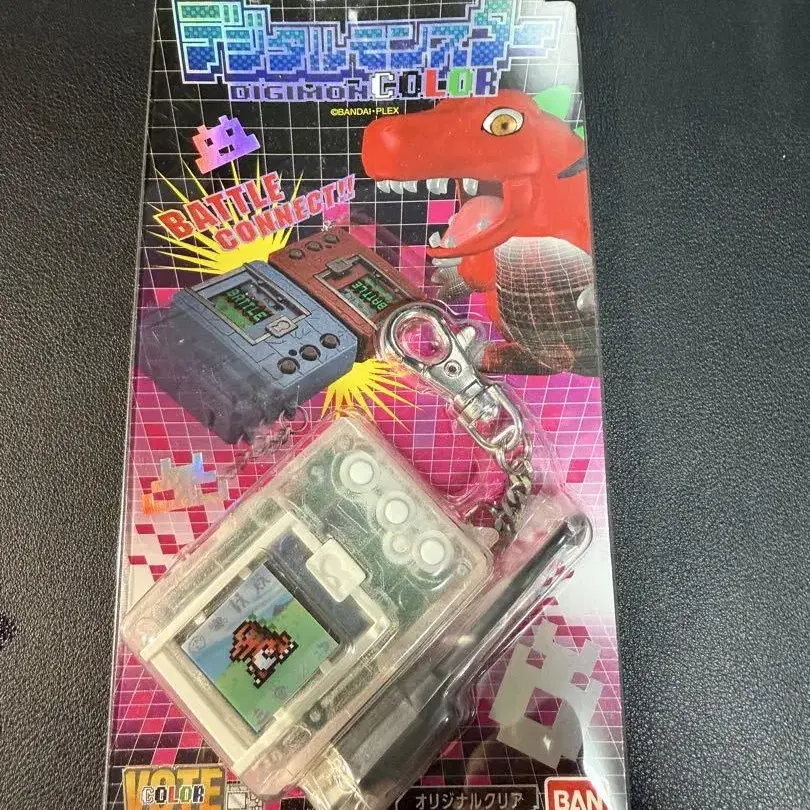 デジタルモンスター
DIGIMON COLOR
©BANDAI・PLEX
BATTLE
CONNECT!!
BATTLE
BATTLE
VOTE
COLOR
オリジナルクリア
BAN